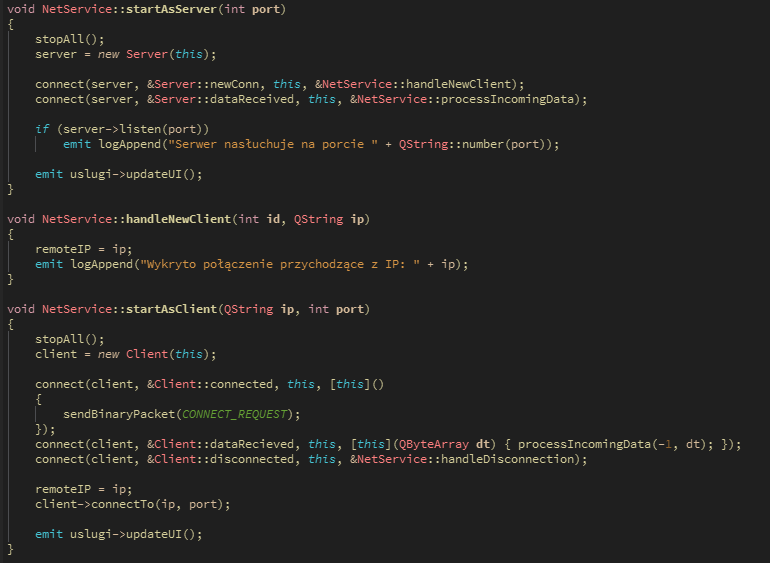 void NetService::startAsServer(int port)
{
    stopAll();
    server = new Server(this);

    connect(server, &Server::newConn, this, &NetService::handleNewClient);
    connect(server, &Server::dataReceived, this, &NetService::processIncomingData);

    if (server->listen(port))
        emit logAppend("Serwer nasłuchuje na porcie " + QString::number(port));

    emit uslugi->updateUI();
}

void NetService::handleNewClient(int id, QString ip)
{
    remoteIP = ip;
    emit logAppend("Wykryto połączenie przychodzące z IP: " + ip);
}

void NetService::startAsClient(QString ip, int port)
{
    stopAll();
    client = new Client(this);

    connect(client, &Client::connected, this, [this]()
    {
        sendBinaryPacket(CONNECT_REQUEST);
    });
    connect(client, &Client::dataRecieved, this, [this](QByteArray dt) { processIncomingData(-1, dt); });
    connect(client, &Client::disconnected, this, &NetService::handleDisconnection);

    remoteIP = ip;
    client->connectTo(ip, port);

    emit uslugi->updateUI();
}